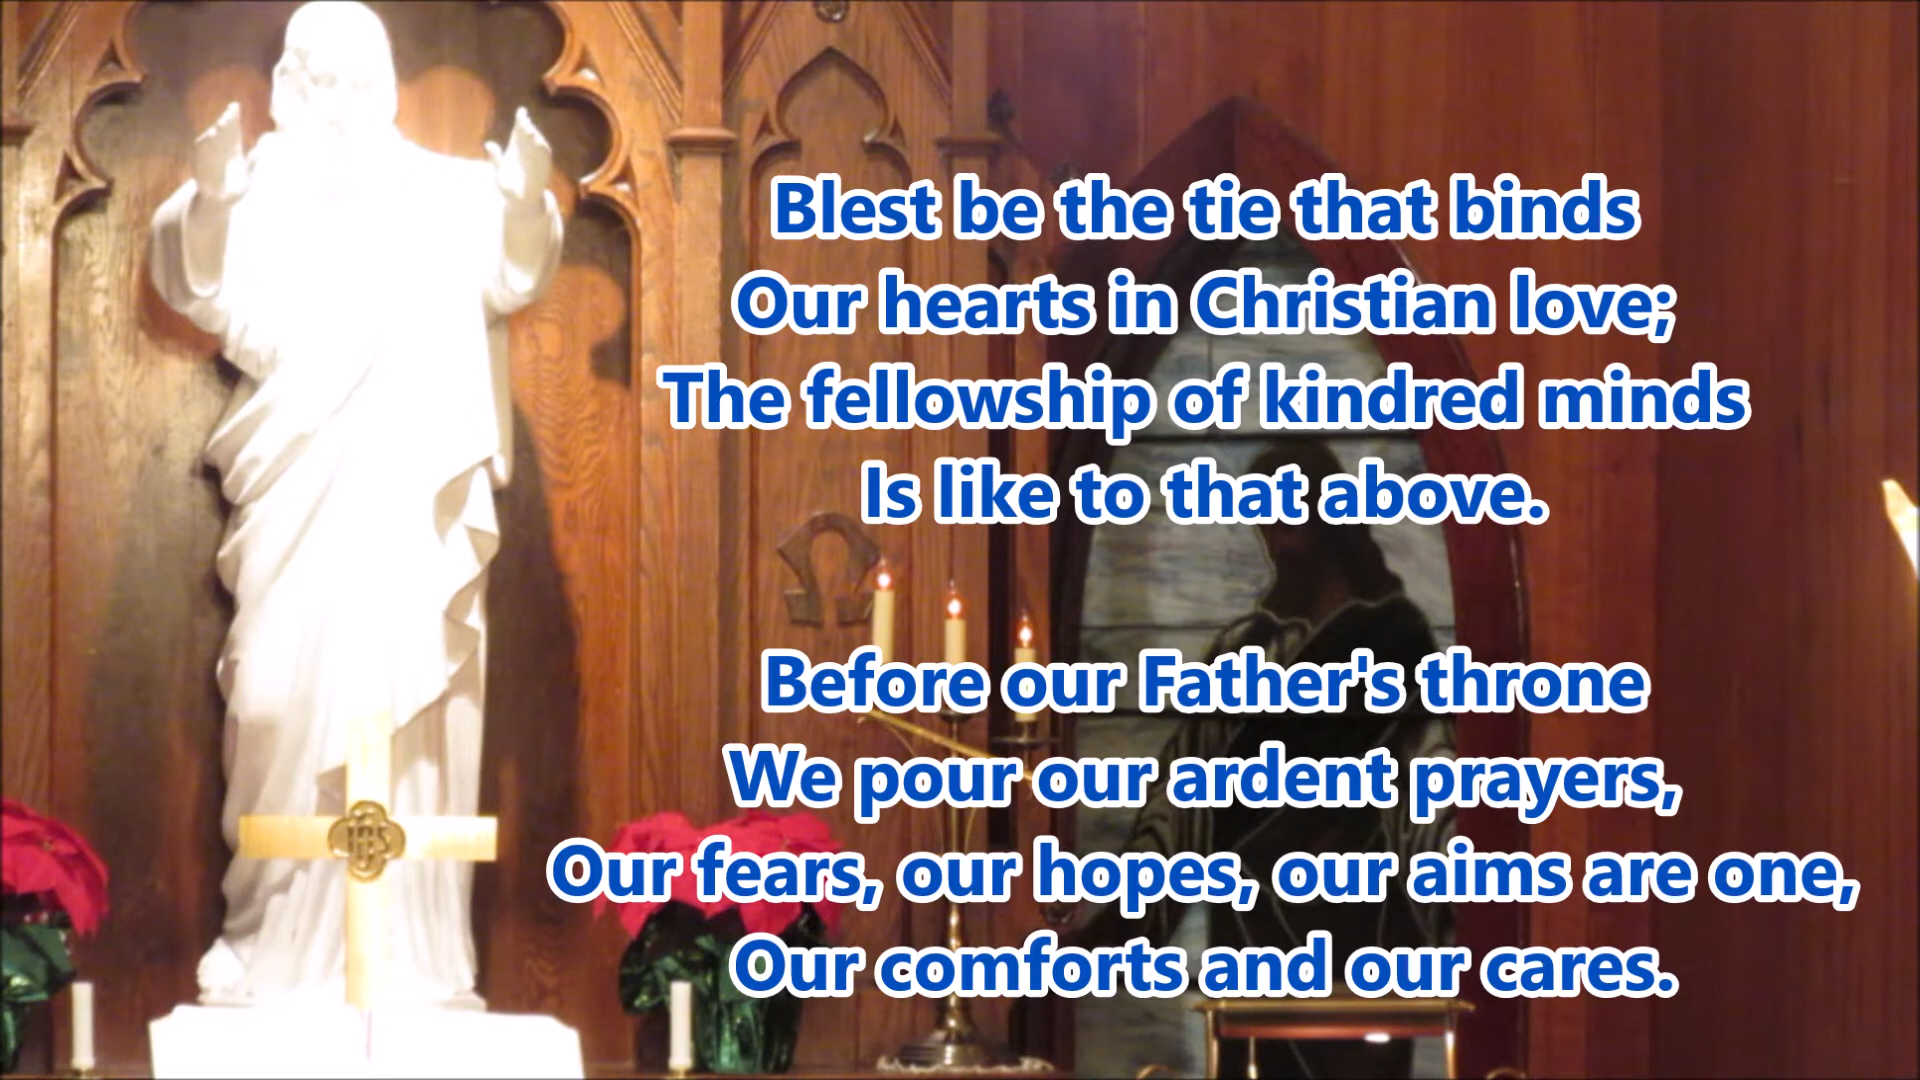 Blest be the tie that binds
Our hearts in Christian love;
The fellowship of kindred minds
Is like to that above.
Before our Father's throne
We pour our ardent prayers,
Our fears, our hopes, our aims are one,
Our comforts and our cares.
Ω
IHS